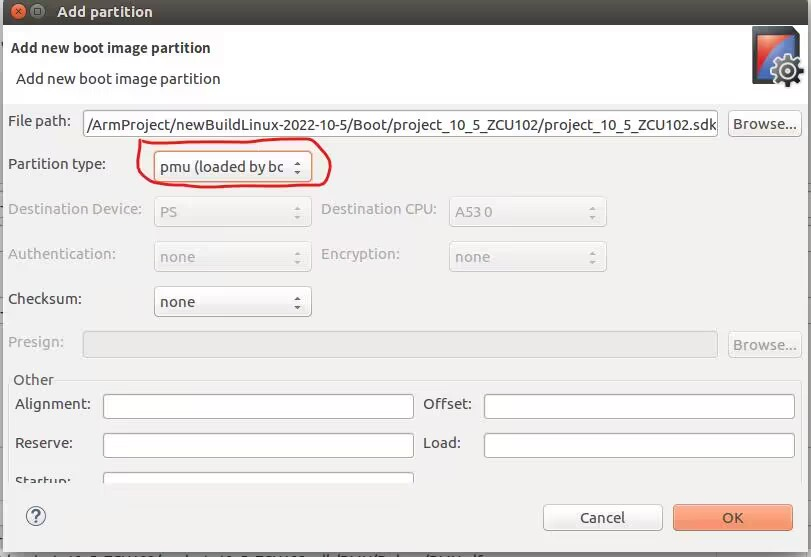 Add partition
Add new boot image partition
Add new boot image partition
File path: /ArmProject/newBuildLinux-2022-10-5/Boot/project_10_5_ZCU102/project_10_5_ZCU102.sdk Browse...
Partition type: pmu (loaded by bo
Destination Device: PS Destination CPU: A53 0
Authentication: none Encryption: none
Checksum: none
Presign: Browse...
Other
Alignment: Offset:
Reserve: Load:
Startup:
? Cancel OK